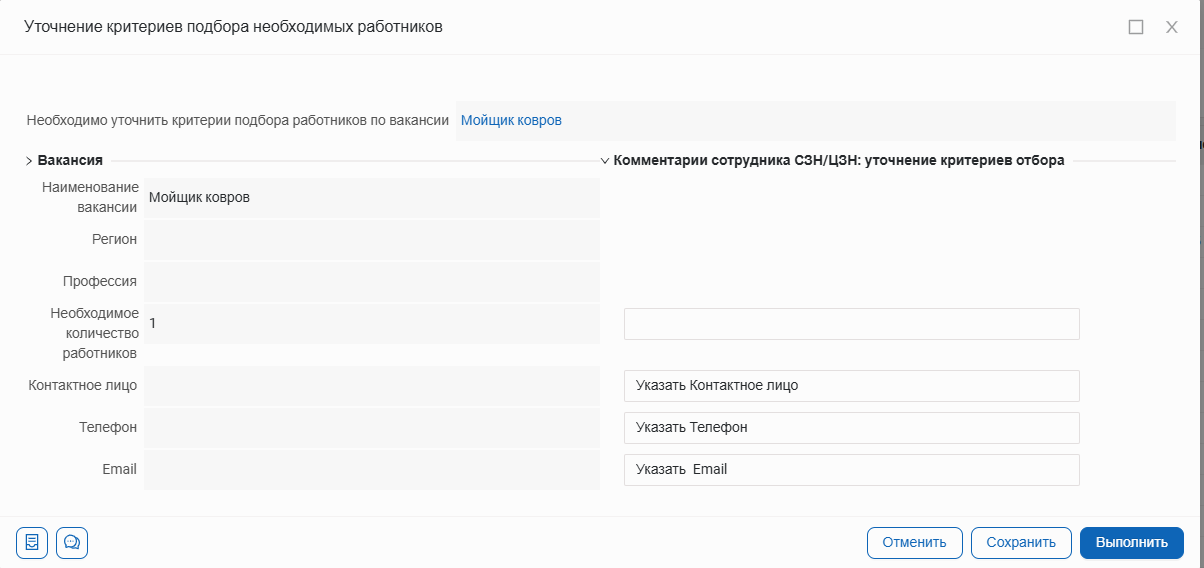 Уточнение критериев подбора необходимых работников
Необходимо уточнить критерии подбора работников по вакансии Мойщик ковров
Вакансия
Комментарии сотрудника СЗН/ЦЗН: уточнение критериев отбора
Наименование
вакансии
Мойщик ковров
Регион
Профессия
Необходимое
количество
работников
1
Контактное лицо
Указать Контактное лицо
Телефон
Указать Телефон
Email
Указать Email
Отменить
Сохранить
Выполнить